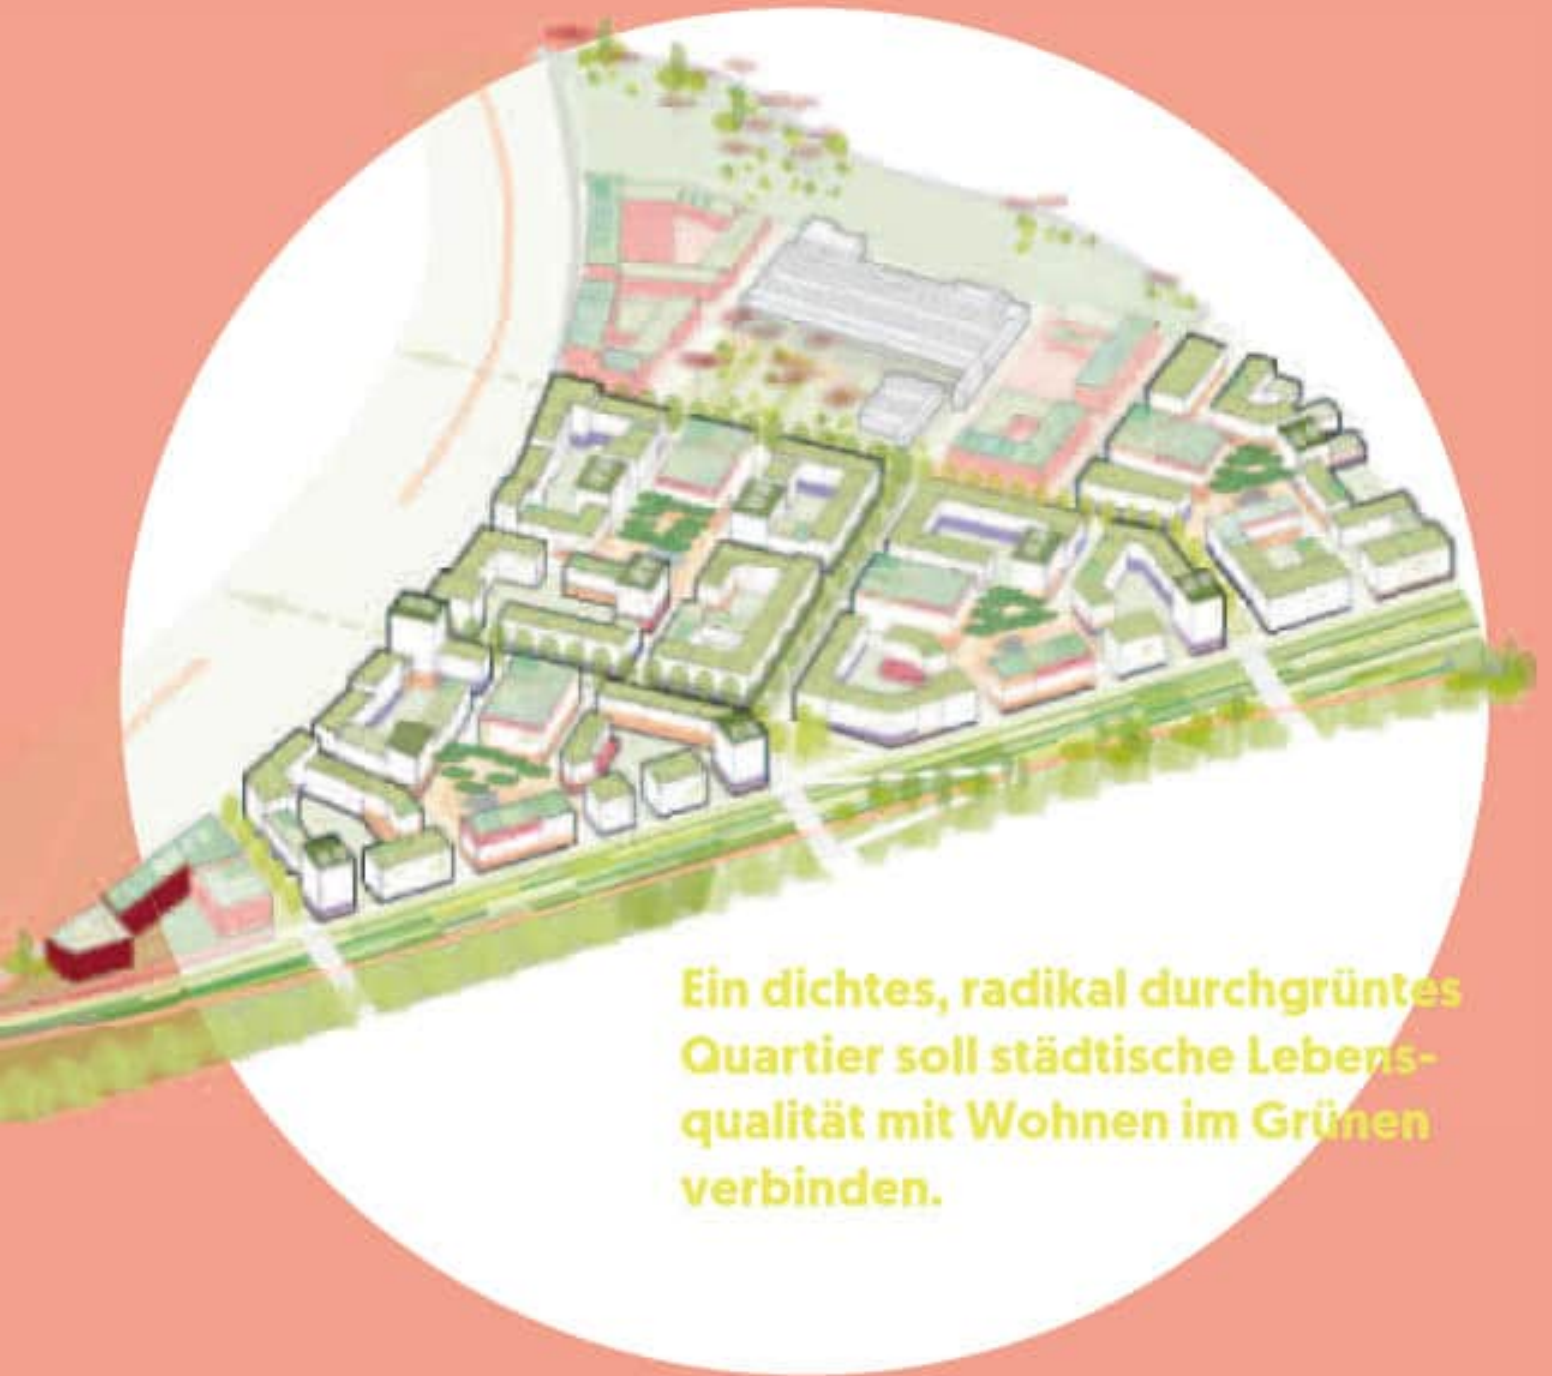 Ein dichtes, radikal durchgrüntes
Quartier soll städtische Lebens-
qualität mit Wohnen im Grünen
verbinden.